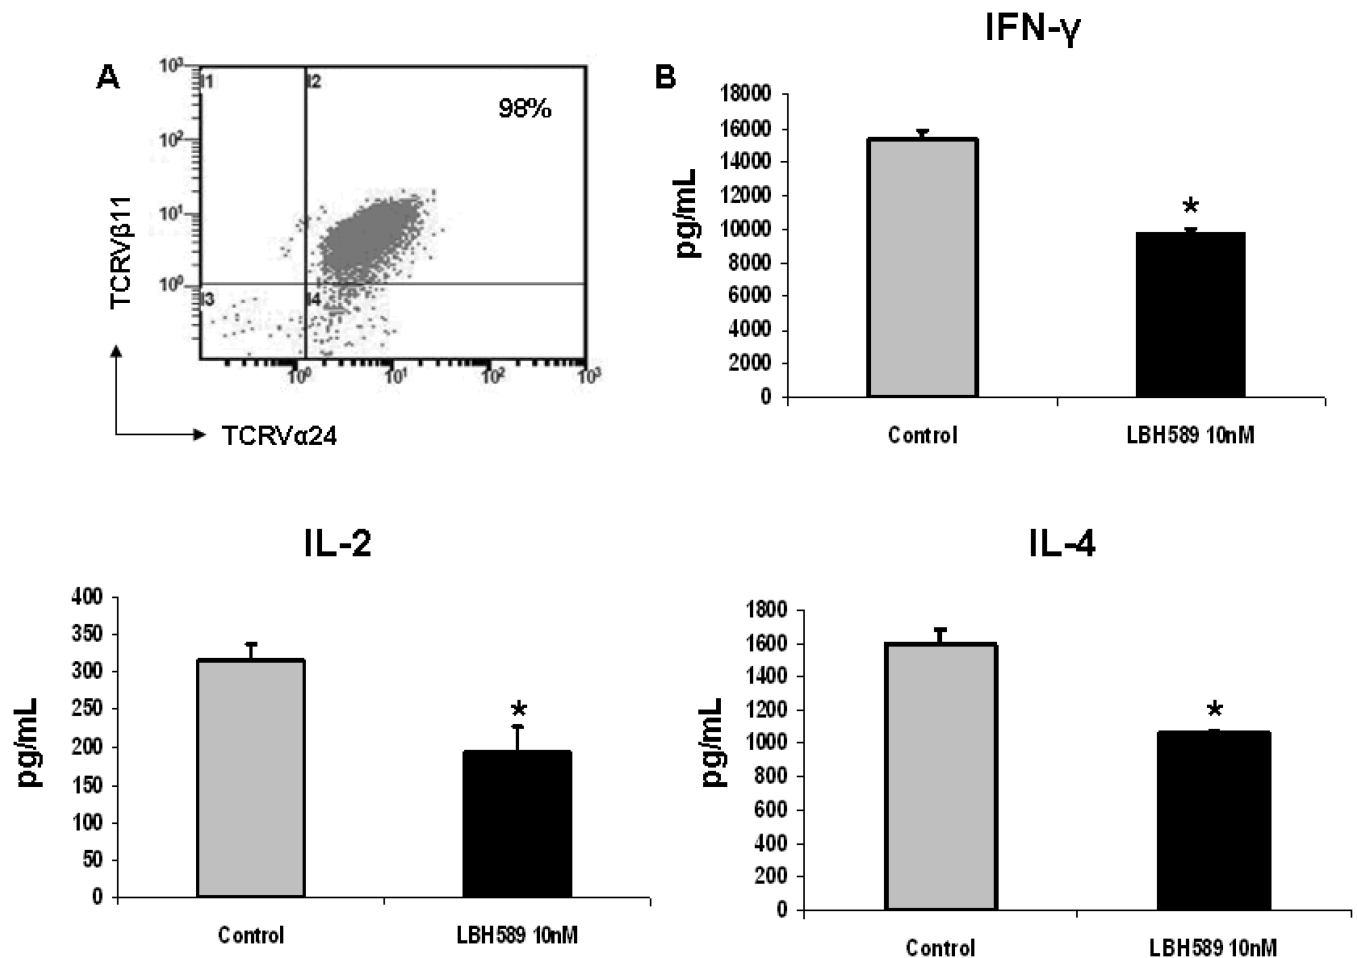 A
10³
10²
10¹
10⁰
I1
I2
98%
I3
I4
10⁰
10¹
10²
10³
TCRVβ11
TCRVα24
B
IFN-γ
pg/mL
18000
16000
14000
12000
10000
8000
6000
4000
2000
0
*
Control
LBH589 10nM
IL-2
pg/mL
400
350
300
250
200
150
100
50
0
*
Control
LBH589 10nM
IL-4
pg/mL
1800
1600
1400
1200
1000
800
600
400
200
0
*
Control
LBH589 10nM